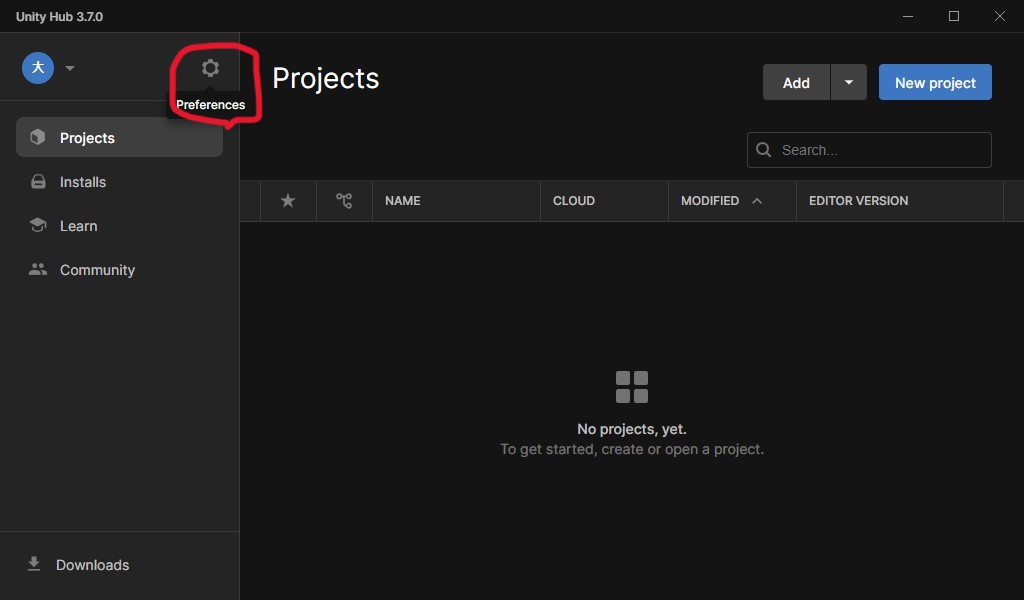 Unity Hub 3.7.0
大
Preferences
Projects
Installs
Learn
Community
Downloads
Projects
Add
New project
Search...
NAME
CLOUD
MODIFIED
EDITOR VERSION
No projects, yet.
To get started, create or open a project.